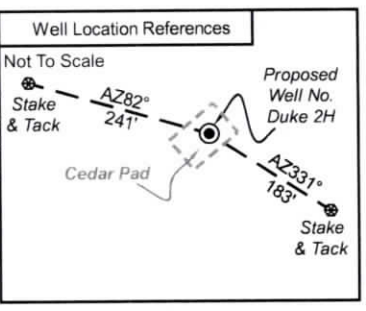 Well Location References
Not To Scale
Stake
& Tack
AZ82°
241'
Proposed
Well No.
Duke 2H
Cedar Pad
AZ331°
183'
Stake
& Tack